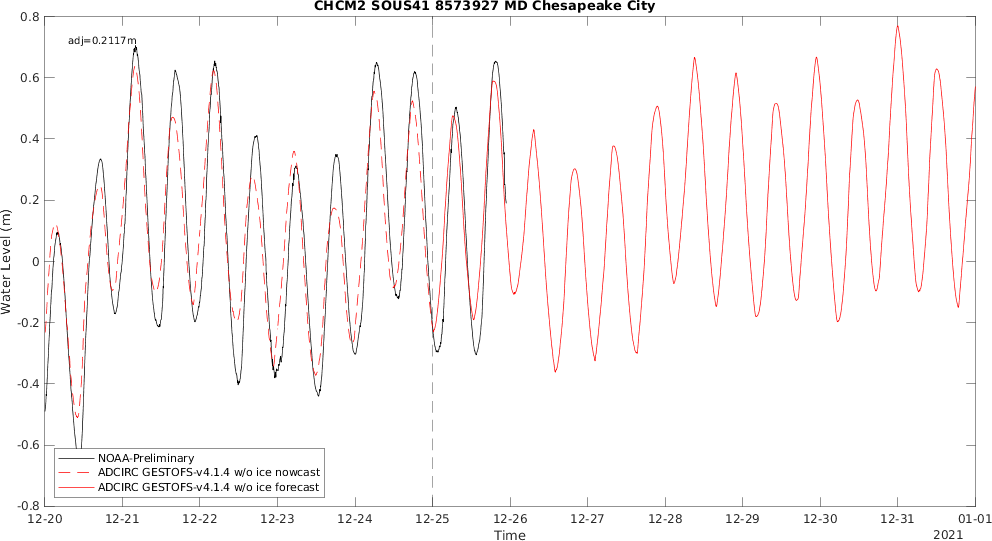 CHCM2 SOUS41 8573927 MD Chesapeake City
adj=0.2117m
0.8
0.6
0.4
0.2
0
-0.2
-0.4
-0.6
-0.8
Water Level (m)
NOAA-Preliminary
ADCIRC GESTOFS-v4.1.4 w/o ice nowcast
ADCIRC GESTOFS-v4.1.4 w/o ice forecast
12-20 12-21 12-22 12-23 12-24 12-25 12-26 12-27 12-28 12-29 12-30 12-31 01-01
Time
2021